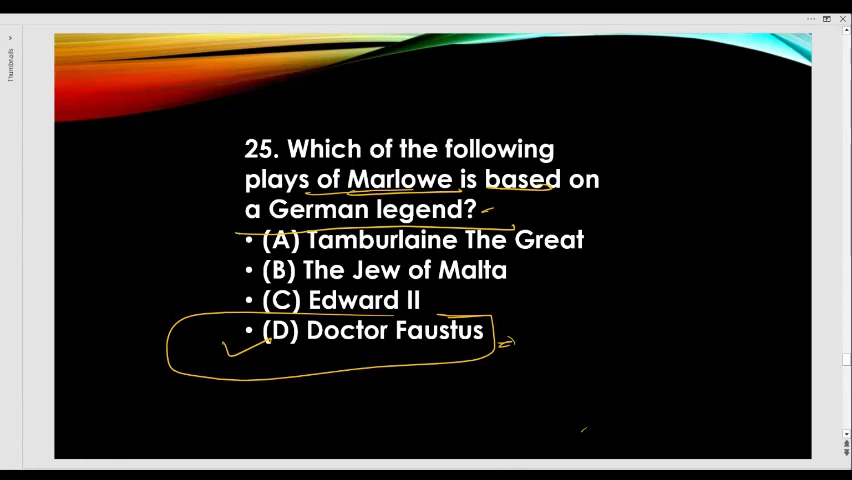 Thumbnails
25. Which of the following
plays of Marlowe is based on
a German legend?
• (A) Tamburlaine The Great
• (B) The Jew of Malta
• (C) Edward II
• (D) Doctor Faustus